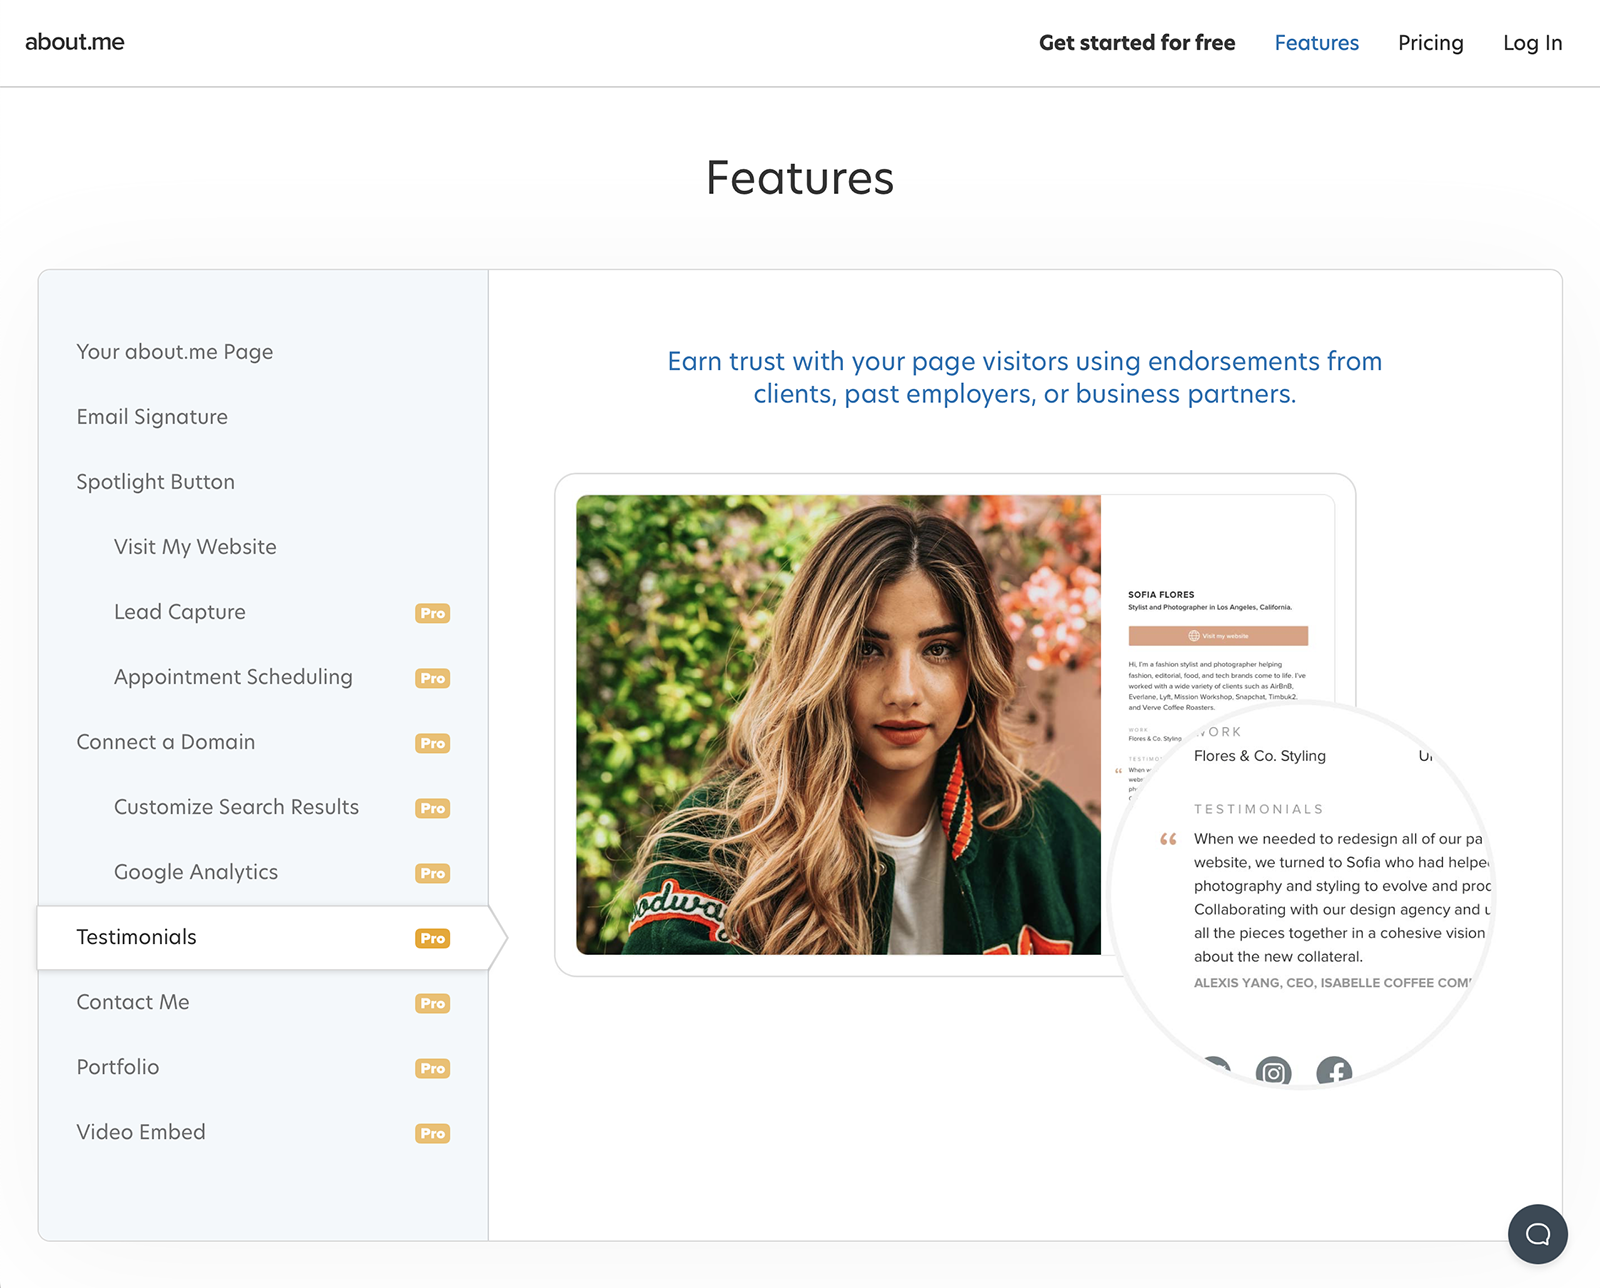 about.me
Get started for free
Features
Pricing
Log In
Features
Your about.me Page
Email Signature
Spotlight Button
Visit My Website
Lead Capture
Pro
Appointment Scheduling
Pro
Connect a Domain
Pro
Customize Search Results
Pro
Google Analytics
Pro
Testimonials
Pro
Contact Me
Pro
Portfolio
Pro
Video Embed
Pro
Earn trust with your page visitors using endorsements from
clients, past employers, or business partners.
SOFIA FLORES
Stylist and Photographer in Los Angeles, California.
Visit my website
Hi, I'm a fashion stylist and photographer helping
fashion, editorial, food, and tech brands come to life. I've
worked with a wide variety of clients such as AirBnB,
Everlane, Lyft, Mission Workshop, Snapchat, Timbuk2,
and Verve Coffee Roasters.
WORK
Flores & Co. Styling
“ When
WORK
Flores & Co. Styling
TESTIMONIALS
“ When we needed to redesign all of our pa
website, we turned to Sofia who had helpe
photography and styling to evolve and proc
Collaborating with our design agency and u
all the pieces together in a cohesive vision
about the new collateral.
ALEXIS YANG, CEO, ISABELLE COFFEE COM